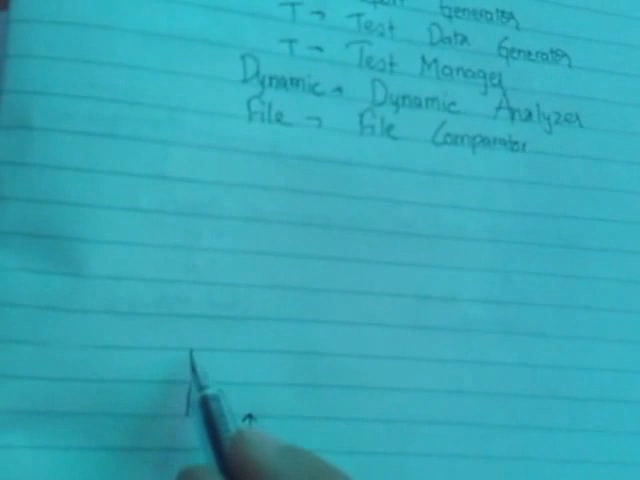 Generator
T → Test Data Generator
T → Test Manager
Dynamic → Dynamic Analyzer
File → File Comparator